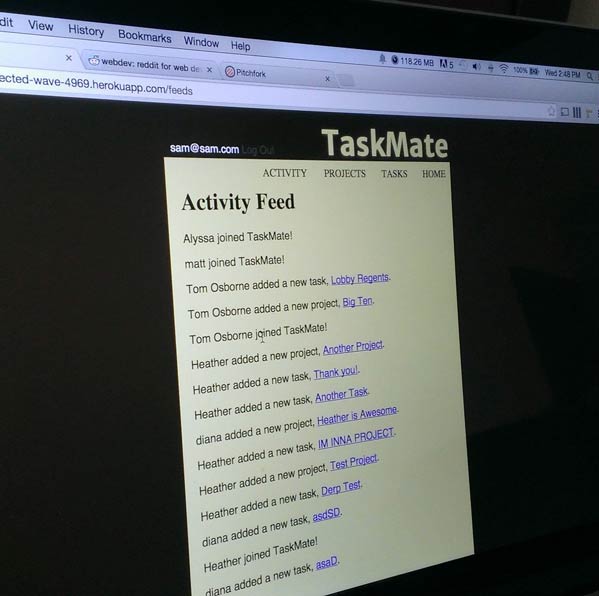 dit View History Bookmarks Window Help
118.26 MB 5 100% Wed 2:48 PM
webdev: reddit for web de
Pitchfork
ected-wave-4969.herokuapp.com/feeds
sam@sam.com Log Out
TaskMate
ACTIVITY PROJECTS TASKS HOME
Activity Feed
Alyssa joined TaskMate!
matt joined TaskMate!
Tom Osborne added a new task, Lobby Regents.
Tom Osborne added a new project, Big Ten.
Tom Osborne joined TaskMate!
Heather added a new project, Another Project.
Heather added a new task, Thank you!.
Heather added a new task, Another Task.
diana added a new project, Heather is Awesome.
Heather added a new task, IM INNA PROJECT.
Heather added a new project, Test Project.
Heather added a new task, Derp Test.
diana added a new task, asdSD.
Heather joined TaskMate!
diana added a new task, asaD.